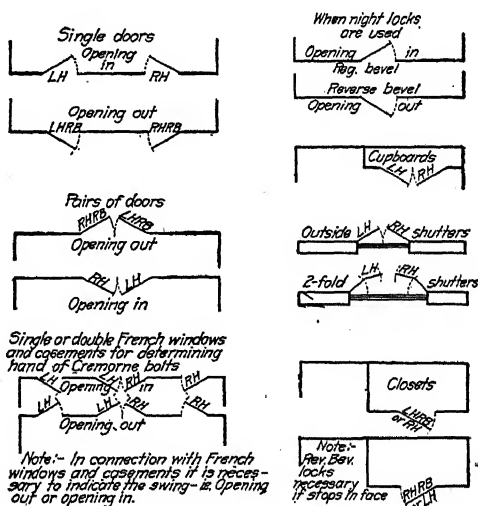 Single doors
Opening
in
LH RH
Opening out
LHRB RHRB
Pairs of doors
RHRB LHRB
Opening out
RH LH
Opening in
Single or double French windows
and casements for determining
hand of Cremorne bolts
LH Opening LH RH in RH
LH LH RH RH
Opening out
Note:- In connection with French
windows and casements it is neces-
sary to indicate the swing- ie, Opening
out or opening in.
When night locks
are used
Opening in
Reg. bevel
Reverse bevel
Opening out
Cupboards
LH RH
Outside LH RH shutters
LH RH
2-fold shutters
Closets
LHRB
or RH
Note:-
Rev. Bev.
locks
necessary
if stops in face
RHRB
or LH